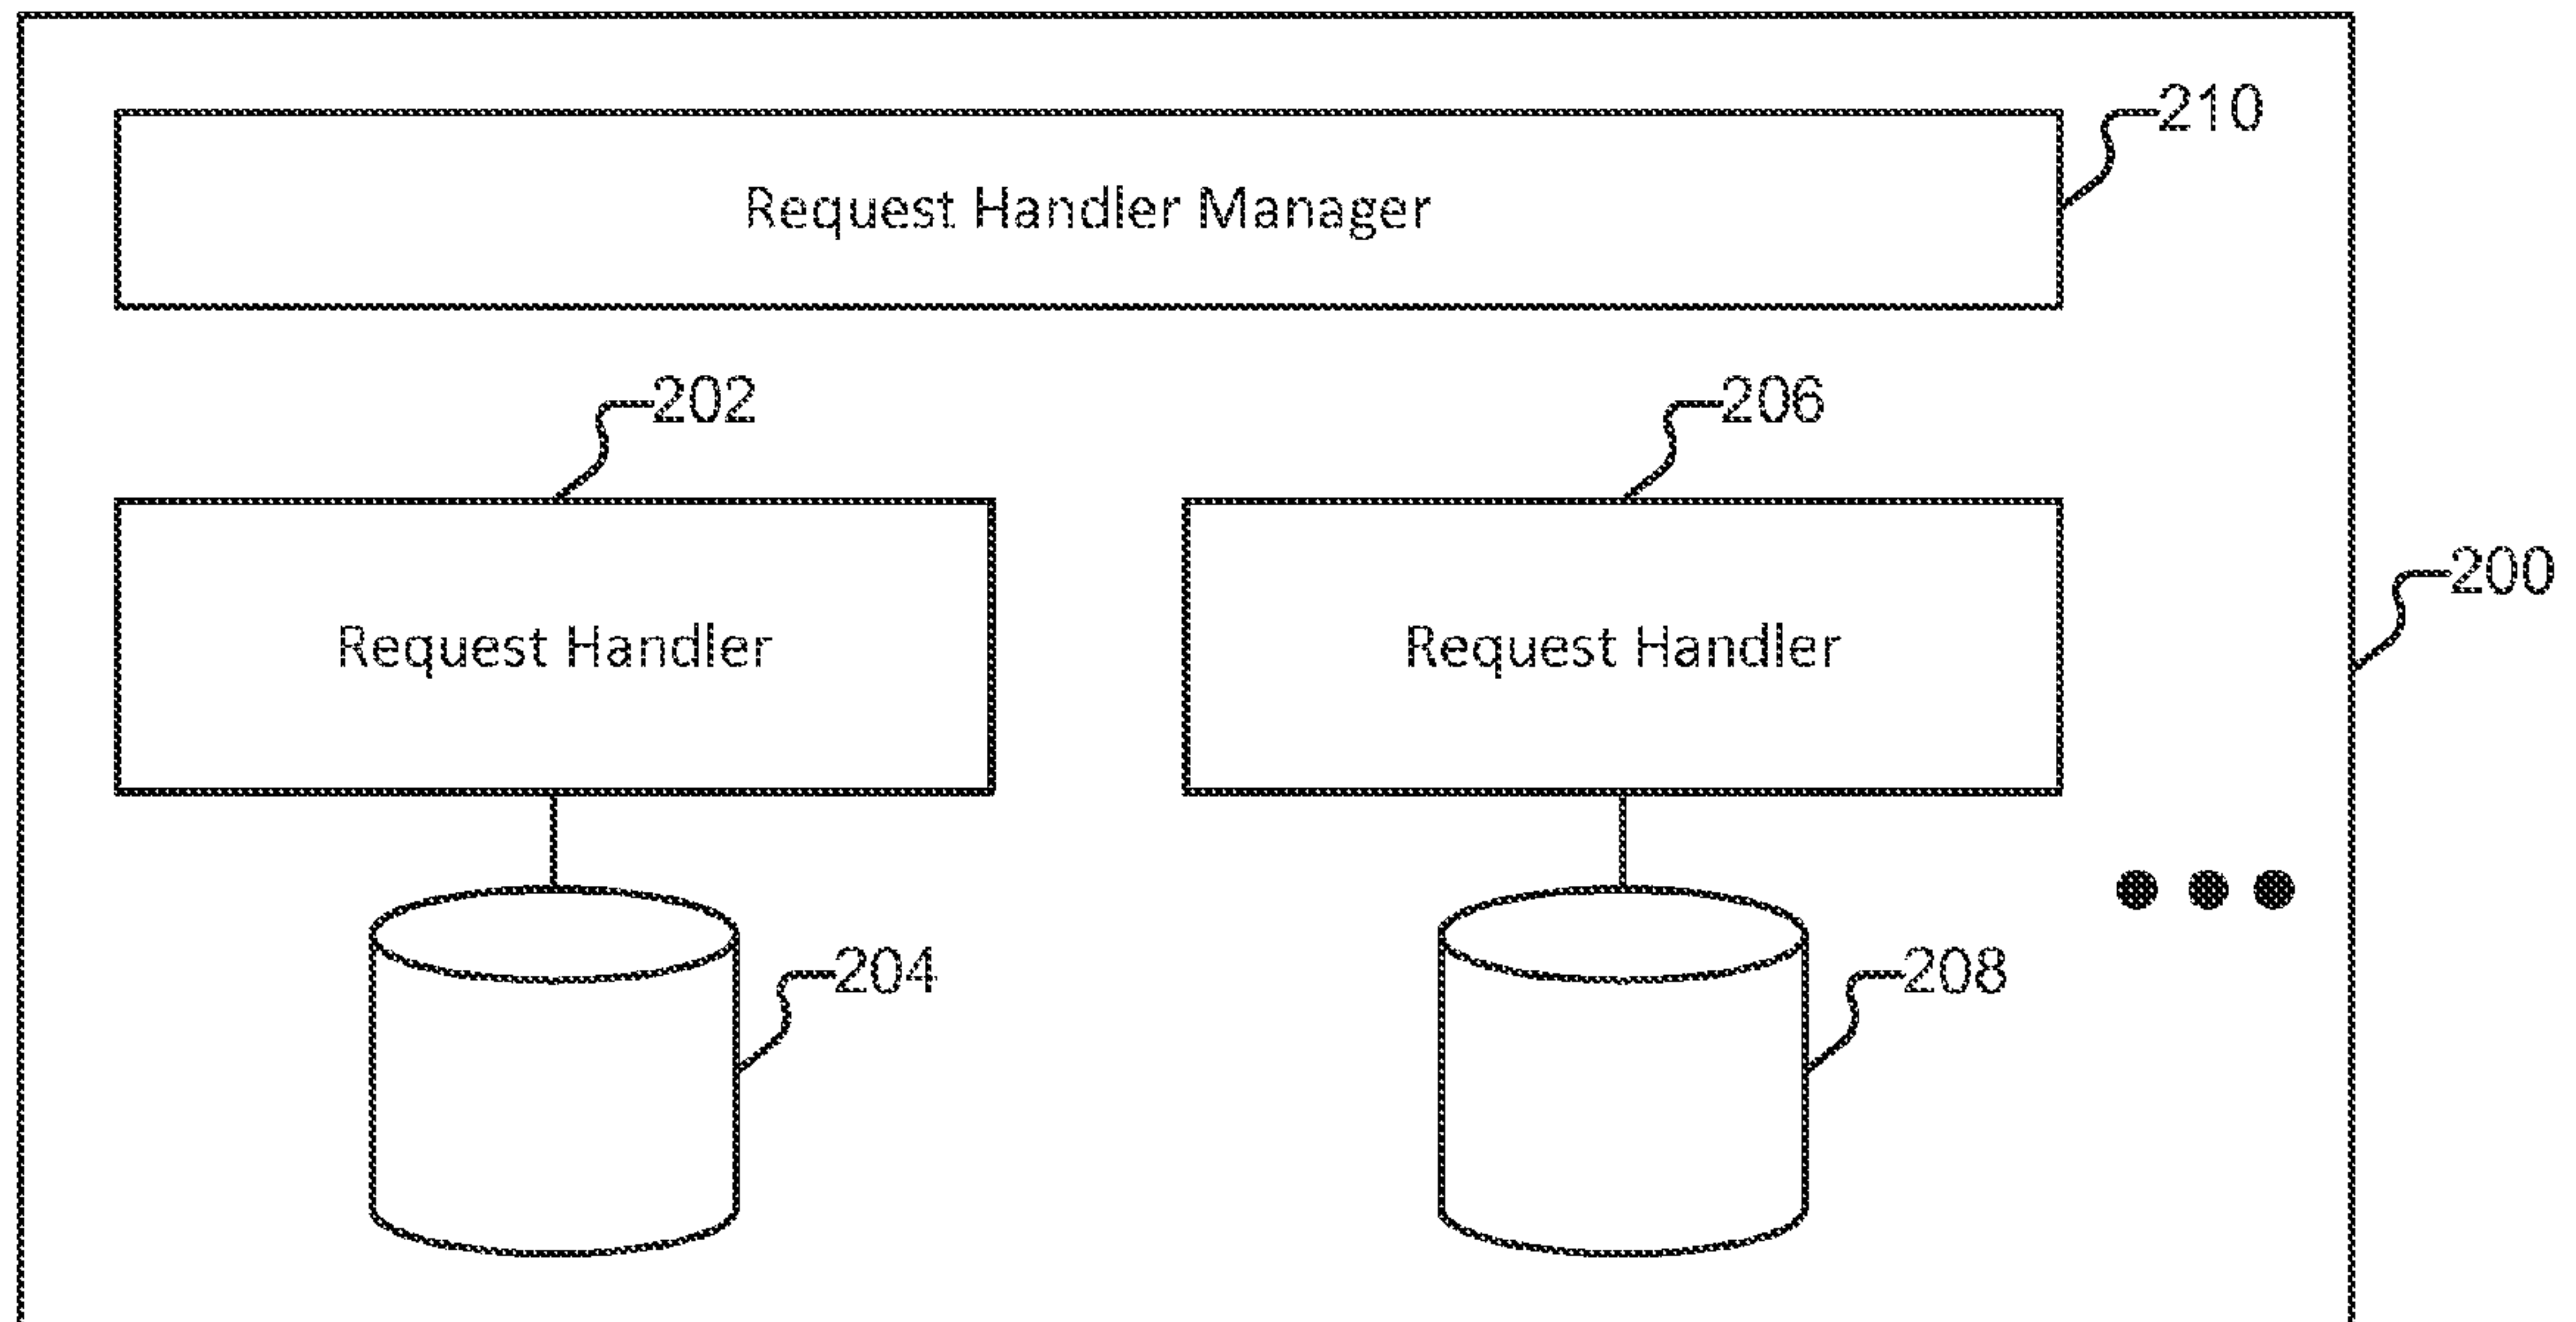 210
Request Handler Manager
202
206
Request Handler
Request Handler
200
204
208